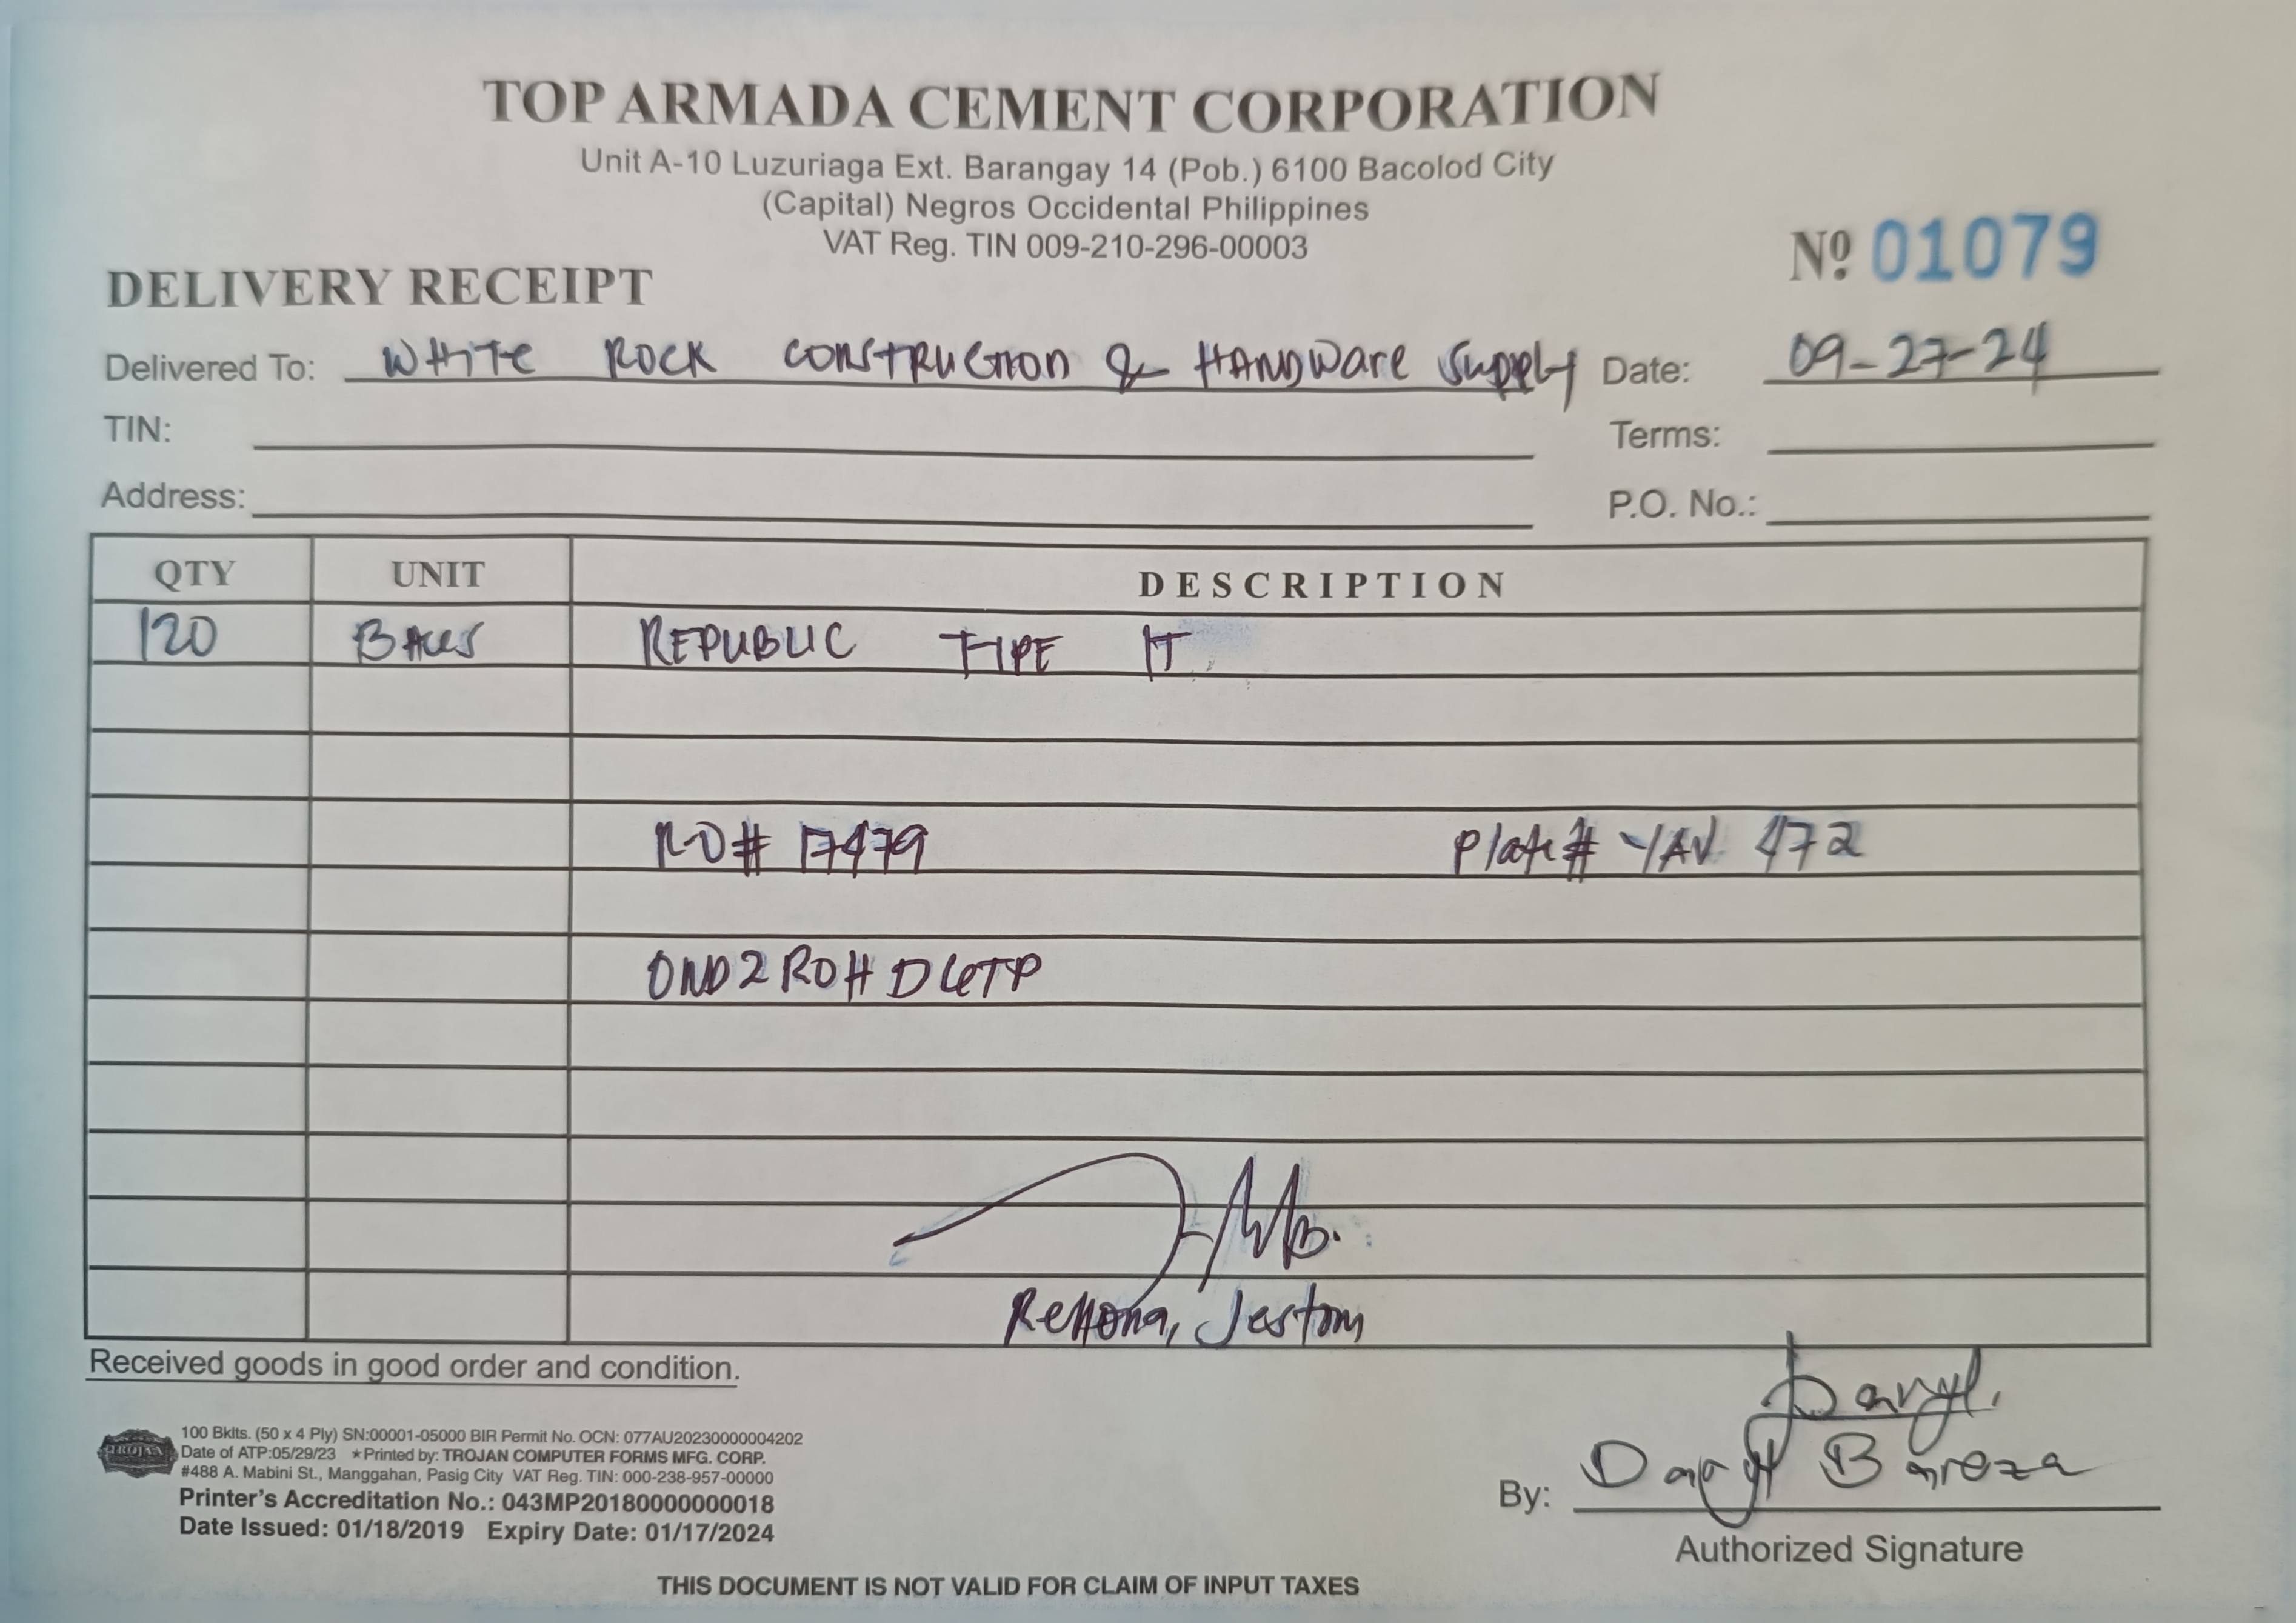 TOP ARMADA CEMENT CORPORATION
Unit A-10 Luzuriaga Ext. Barangay 14 (Pob.) 6100 Bacolod City
(Capital) Negros Occidental Philippines
VAT Reg. TIN 009-210-296-00003
DELIVERY RECEIPT
Nº 01079
Delivered To: WHITE ROCK CONSTRUCTION & HARDWARE SUPPLY Date: 09-27-24
TIN: Terms:
Address: P.O. No.:
QTY UNIT DESCRIPTION
120 BAGS REPUBLIC TYPE 1T
RO# 17479 Plate# YAV 472
Jestom
Received goods in good order and condition.
Daryl
By: Daryl Bareza
Authorized Signature
TROJAN
100 Bklts. (50 x 4 Ply) SN:00001-05000 BIR Permit No. OCN: 077AU20230000004202
Date of ATP:05/29/23 ★Printed by: TROJAN COMPUTER FORMS MFG. CORP.
#488 A. Mabini St., Manggahan, Pasig City VAT Reg. TIN: 000-238-957-00000
Printer's Accreditation No.: 043MP20180000000018
Date Issued: 01/18/2019 Expiry Date: 01/17/2024
THIS DOCUMENT IS NOT VALID FOR CLAIM OF INPUT TAXES